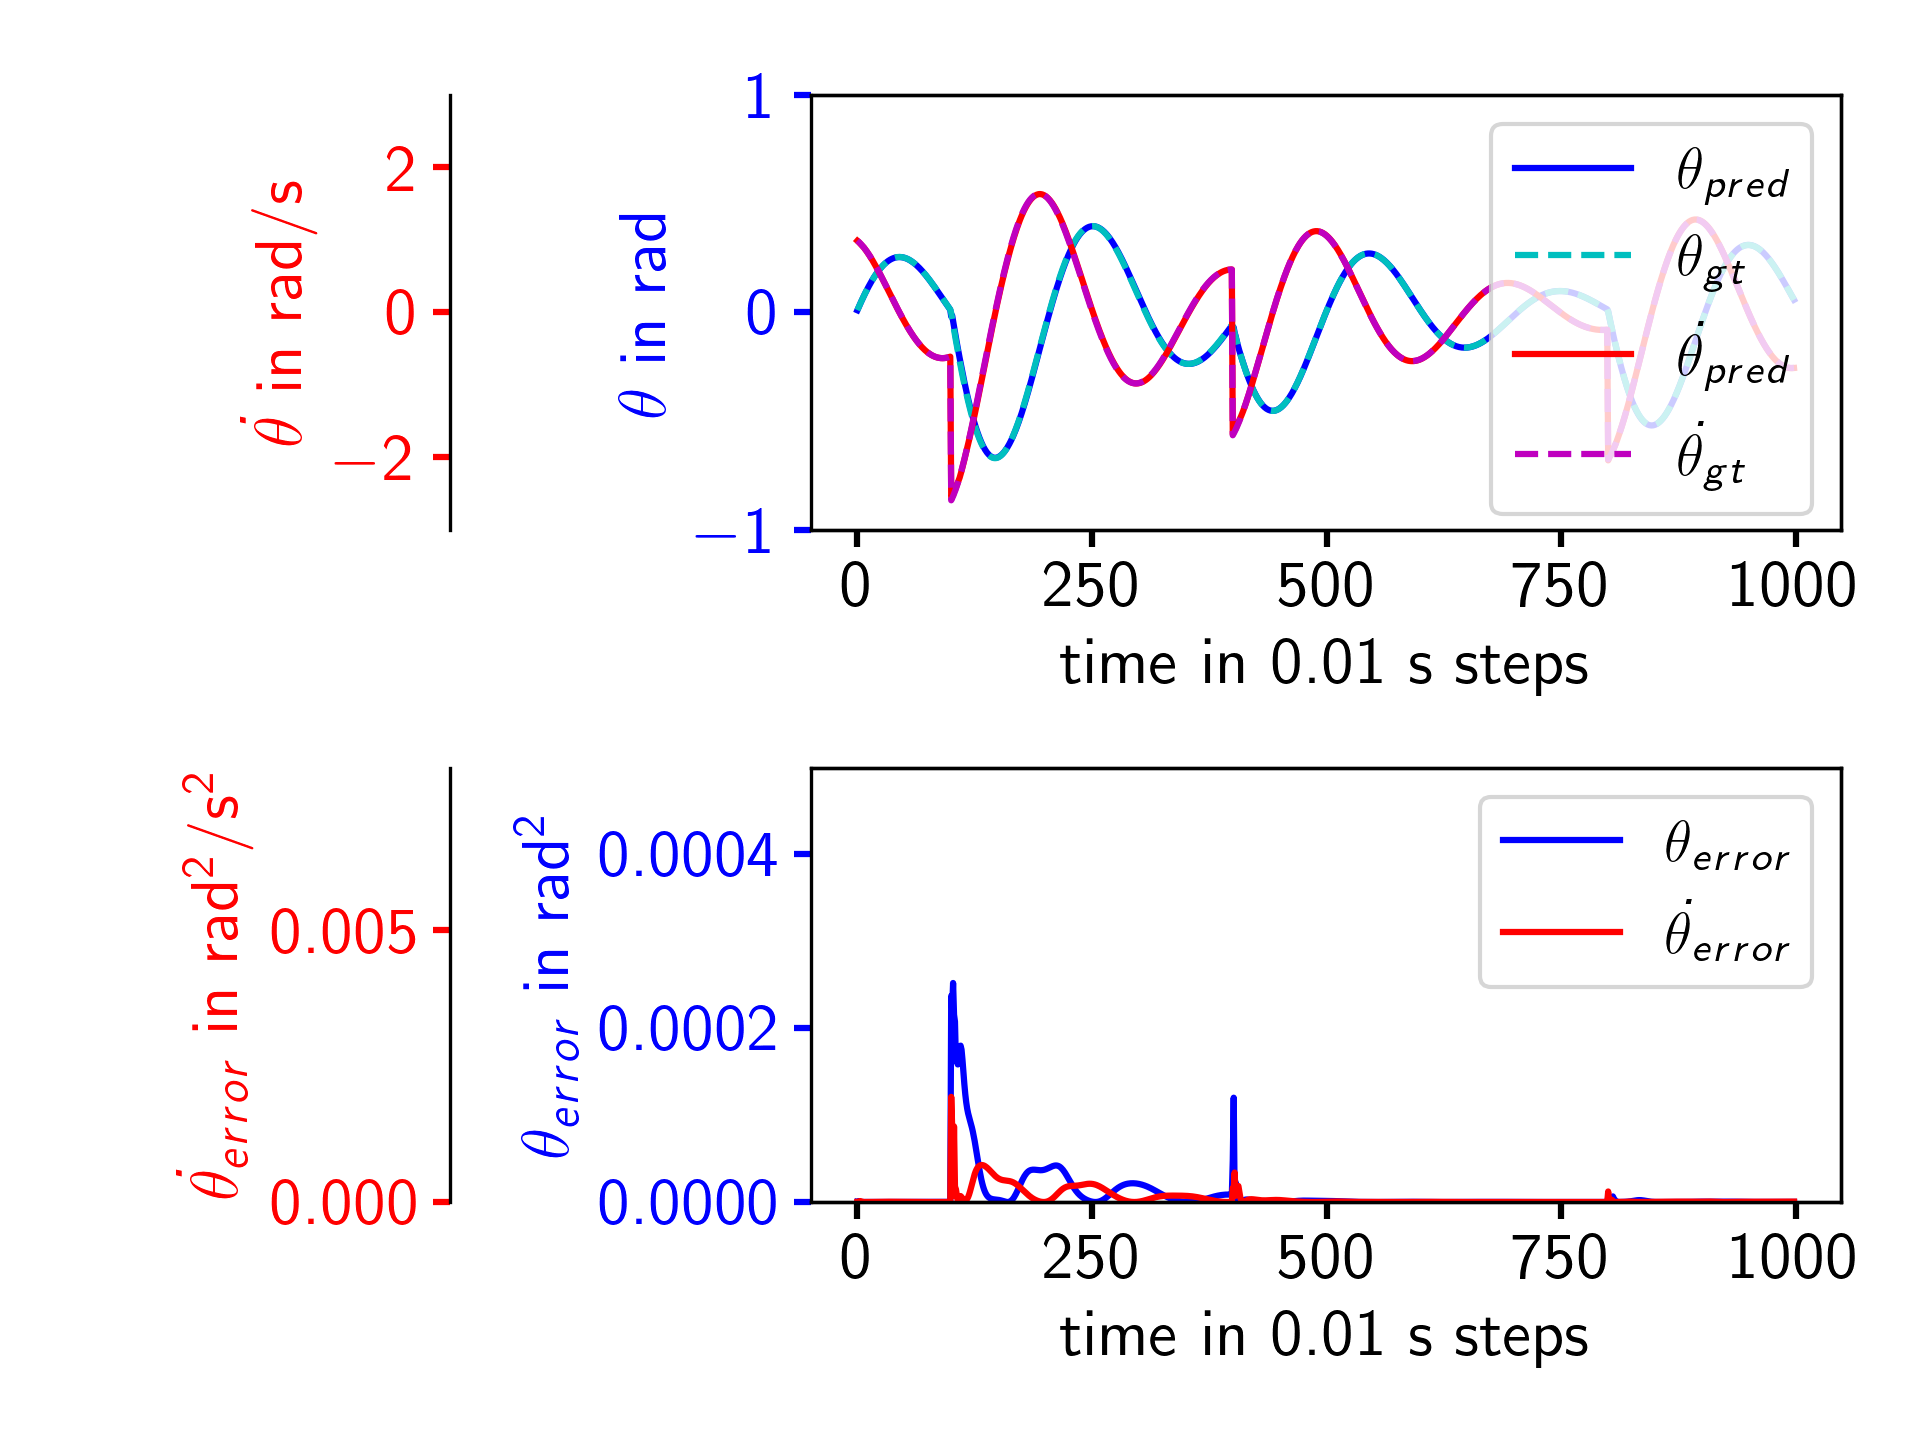 θ̇ in rad/s
2
0
−2
θ in rad
1
0
−1
θ_pred
θ_gt
θ̇_pred
θ̇_gt
0 250 500 750 1000
time in 0.01 s steps
θ̇_error in rad²/s²
0.005
0.000
θ_error in rad²
0.0004
0.0002
0.0000
θ_error
θ̇_error
0 250 500 750 1000
time in 0.01 s steps